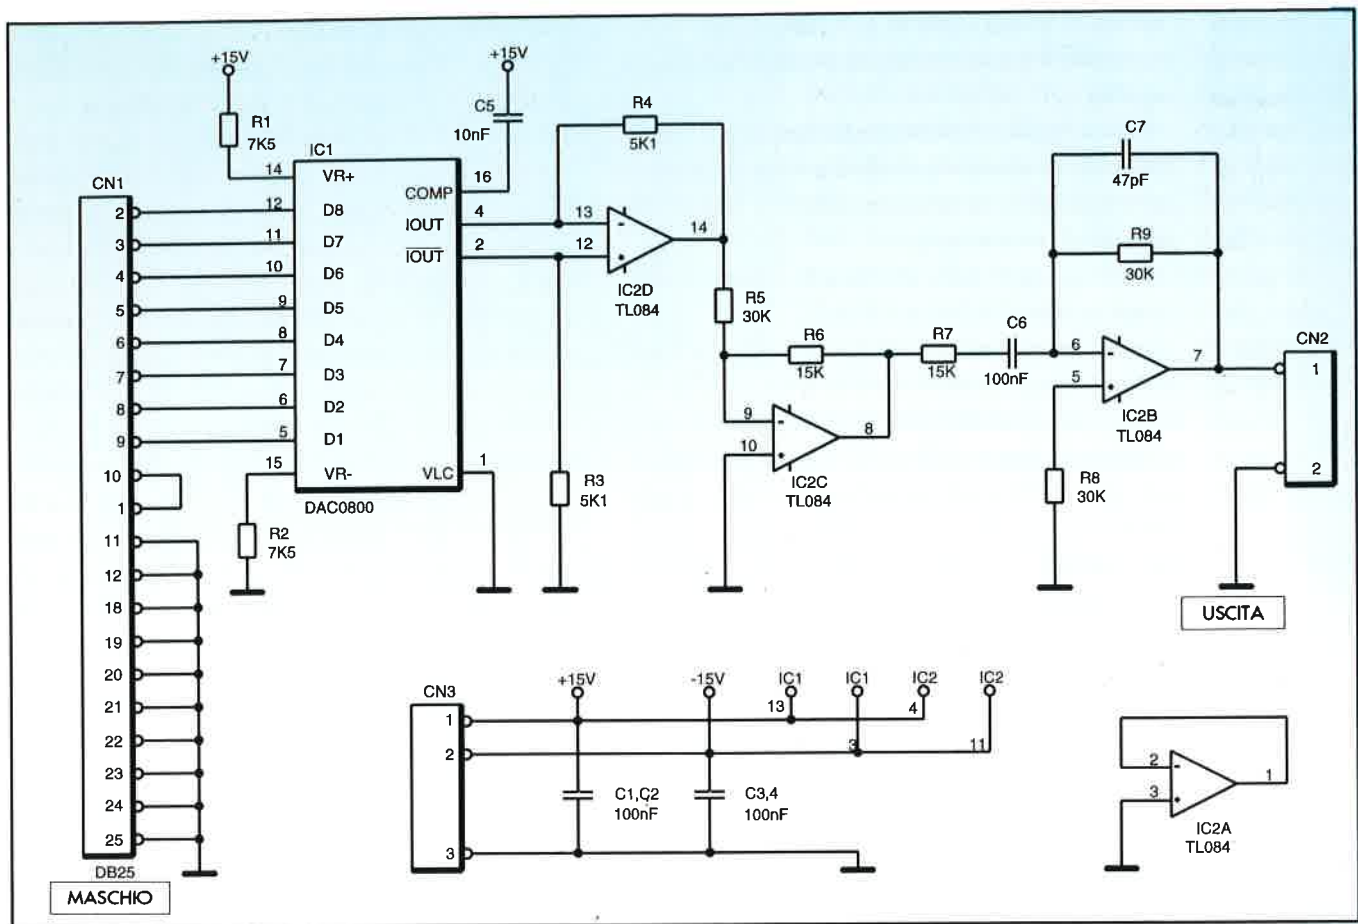 +15V
+15V
R1
7K5
C5
10nF
R4
5K1
C7
47pF
CN1
IC1
14
VR+
COMP
16
2
12
D8
IOUT
4
13
-
14
3
11
D7
IOUT
2
12
+
IC2D
TL084
R9
30K
4
10
D6
5
9
D5
R5
30K
6
8
D4
R6
15K
R7
15K
C6
100nF
6
-
7
5
+
IC2B
TL084
CN2
1
2
7
7
D3
8
6
D2
9
5
D1
9
-
8
10
+
IC2C
TL084
10
15
VR-
VLC
1
R3
5K1
R8
30K
1
DAC0800
R2
7K5
11
12
18
19
20
21
22
23
24
25
DB25
MASCHIO
USCITA
CN3
+15V
-15V
IC1
IC1
IC2
IC2
1
13
4
2
3
11
C1,C2
100nF
C3,4
100nF
3
2
-
1
3
+
IC2A
TL084